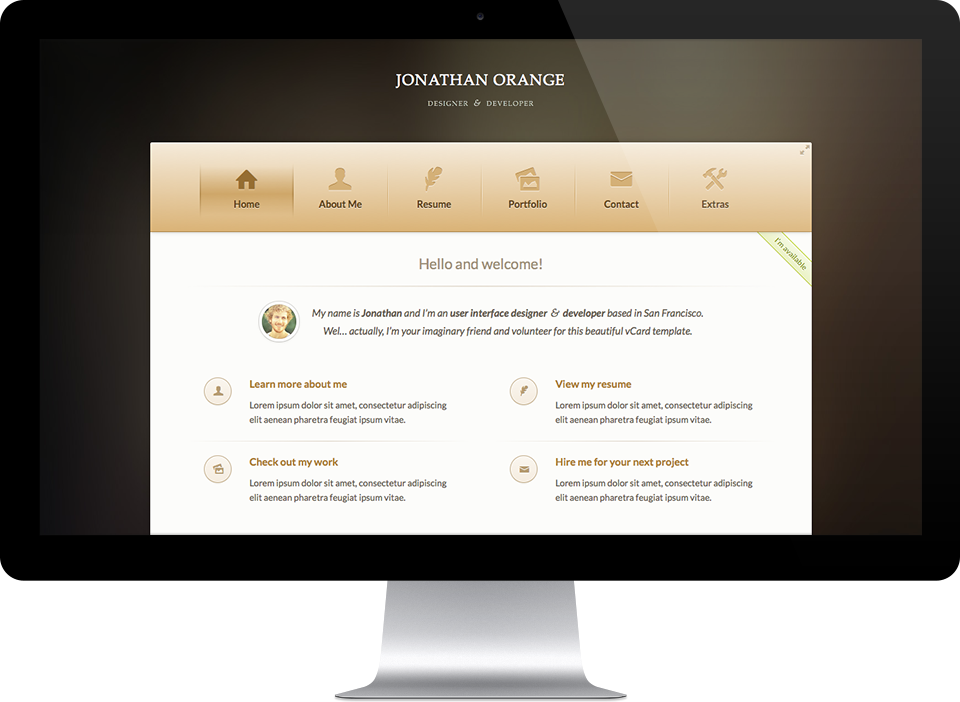 JONATHAN ORANGE
DESIGNER & DEVELOPER
Home About Me Resume Portfolio Contact Extras
I'm available
Hello and welcome!
My name is Jonathan and I'm an user interface designer & developer based in San Francisco.
Wel... actually, I'm your imaginary friend and volunteer for this beautiful vCard template.
Learn more about me
Lorem ipsum dolor sit amet, consectetur adipiscing
elit aenean pharetra feugiat ipsum vitae.
View my resume
Lorem ipsum dolor sit amet, consectetur adipiscing
elit aenean pharetra feugiat ipsum vitae.
Check out my work
Lorem ipsum dolor sit amet, consectetur adipiscing
elit aenean pharetra feugiat ipsum vitae.
Hire me for your next project
Lorem ipsum dolor sit amet, consectetur adipiscing
elit aenean pharetra feugiat ipsum vitae.